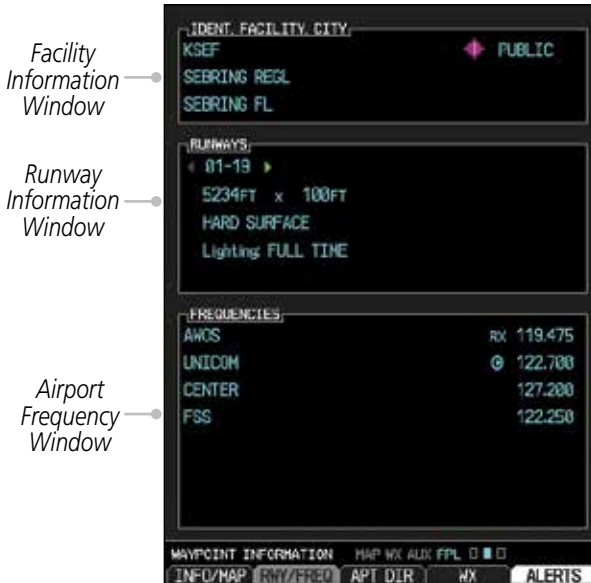 Facility
Information
Window
IDENT, FACILITY, CITY
KSEF PUBLIC
SEBRING REGL
SEBRING FL
Runway
Information
Window
RUNWAYS
01-19
5234FT x 100FT
HARD SURFACE
Lighting: FULL TIME
Airport
Frequency
Window
FREQUENCIES
AWOS RX 119.475
UNICOM C 122.700
CENTER 127.200
FSS 122.250
WAYPOINT INFORMATION MAP WX AUX FPL
INFO/MAP RWY/FREQ APT DIR WX ALERTS